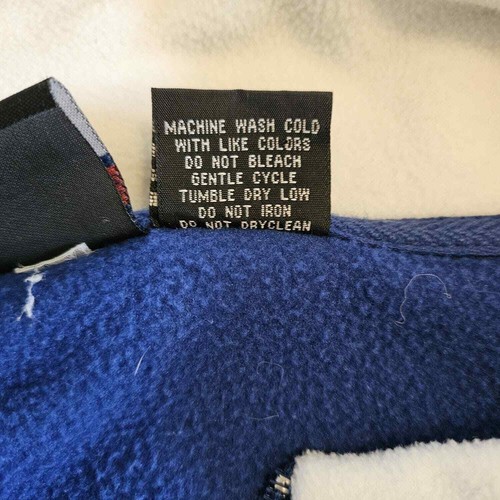 MACHINE WASH COLD
WITH LIKE COLORS
DO NOT BLEACH
GENTLE CYCLE
TUMBLE DRY LOW
DO NOT IRON
DO NOT DRYCLEAN